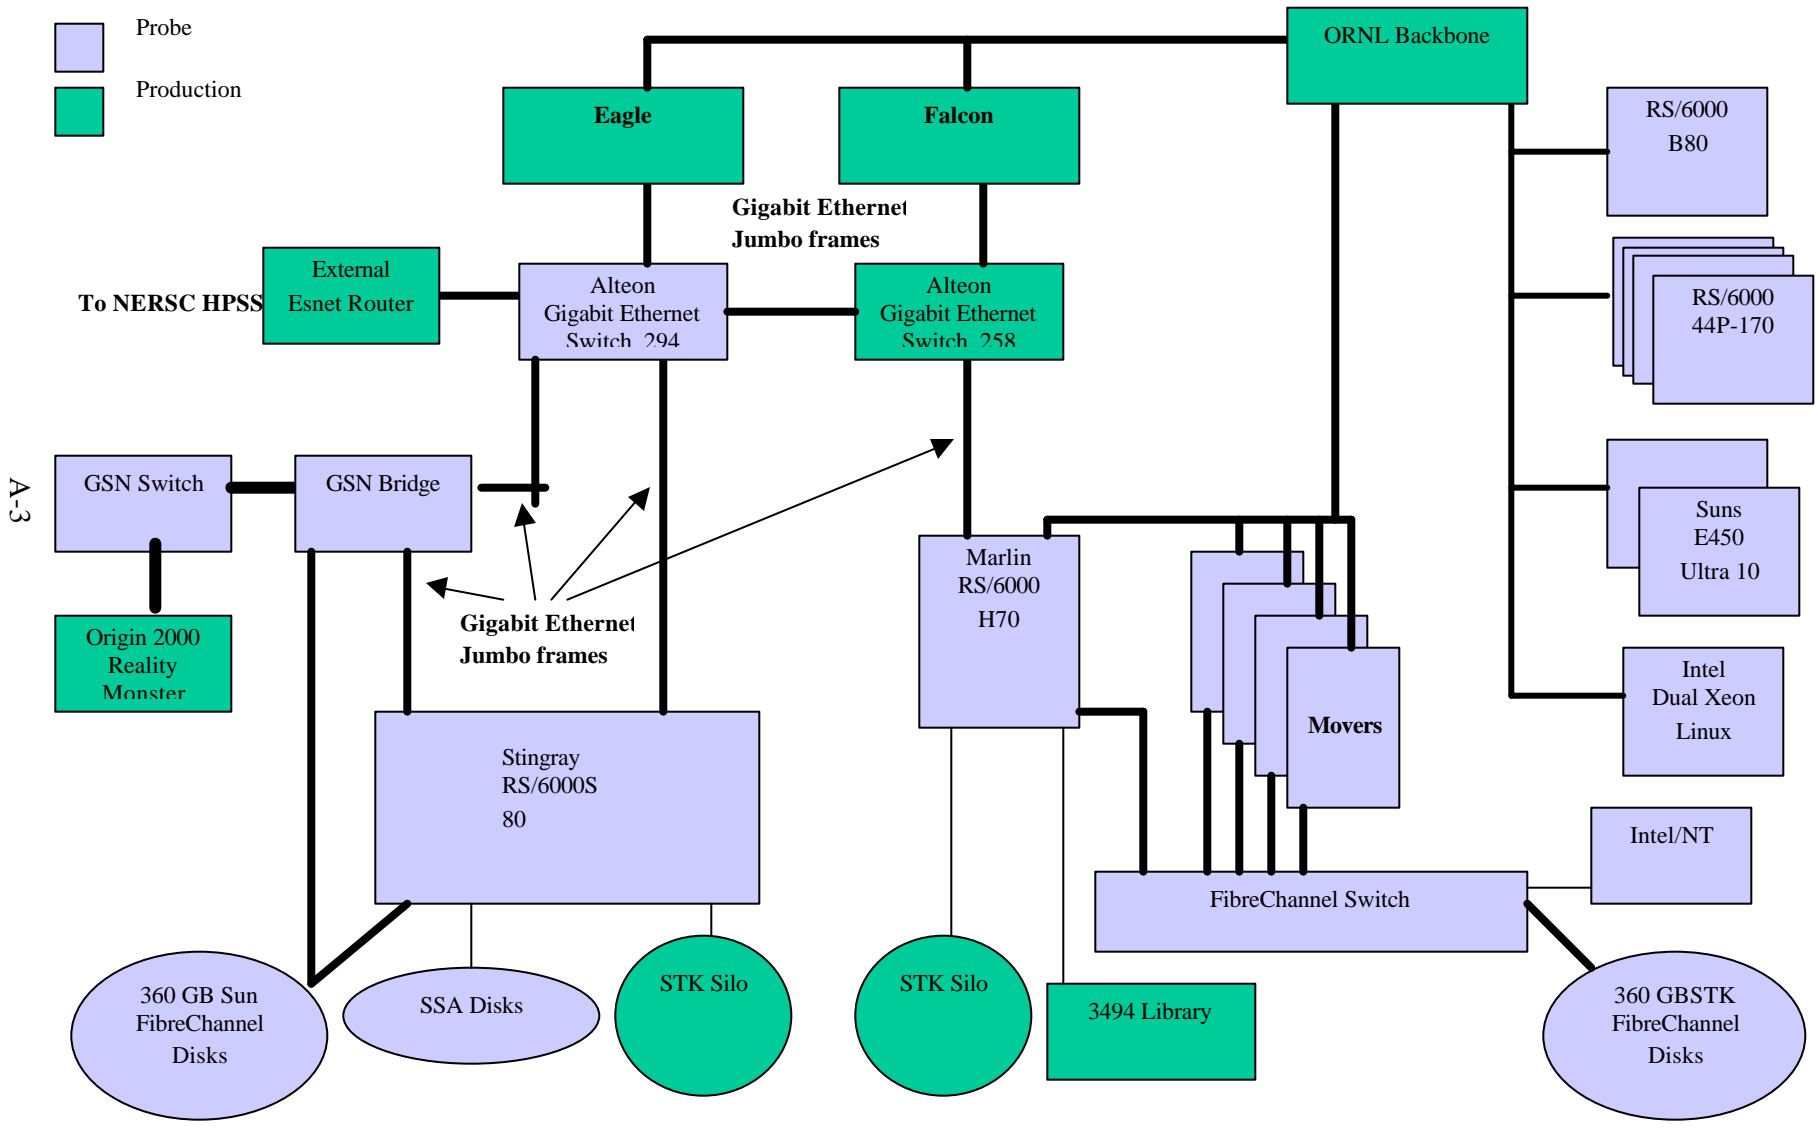 Probe
Production
ORNL Backbone
Eagle
Falcon
RS/6000
B80
Gigabit Ethernet
Jumbo frames
External
Esnet Router
To NERSC HPSS
Alteon
Gigabit Ethernet
Switch 294
Alteon
Gigabit Ethernet
Switch 258
RS/6000
44P-170
A-3
GSN Switch
GSN Bridge
Suns
E450
Ultra 10
Marlin
RS/6000
H70
Gigabit Ethernet
Jumbo frames
Origin 2000
Reality
Monster
Intel
Dual Xeon
Linux
Movers
Stingray
RS/6000S
80
Intel/NT
FibreChannel Switch
360 GB Sun
FibreChannel
Disks
SSA Disks
STK Silo
STK Silo
3494 Library
360 GBSTK
FibreChannel
Disks